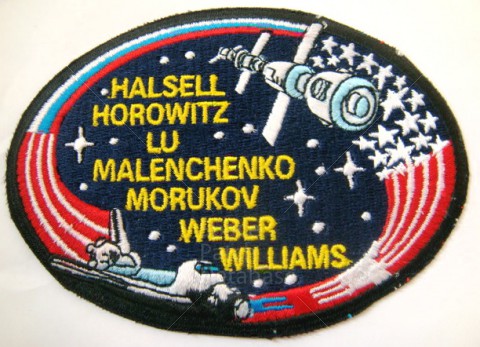 HALSELL
HOROWITZ
LU
MALENCHENKO
MORUKOV
WEBER
WILLIAMS